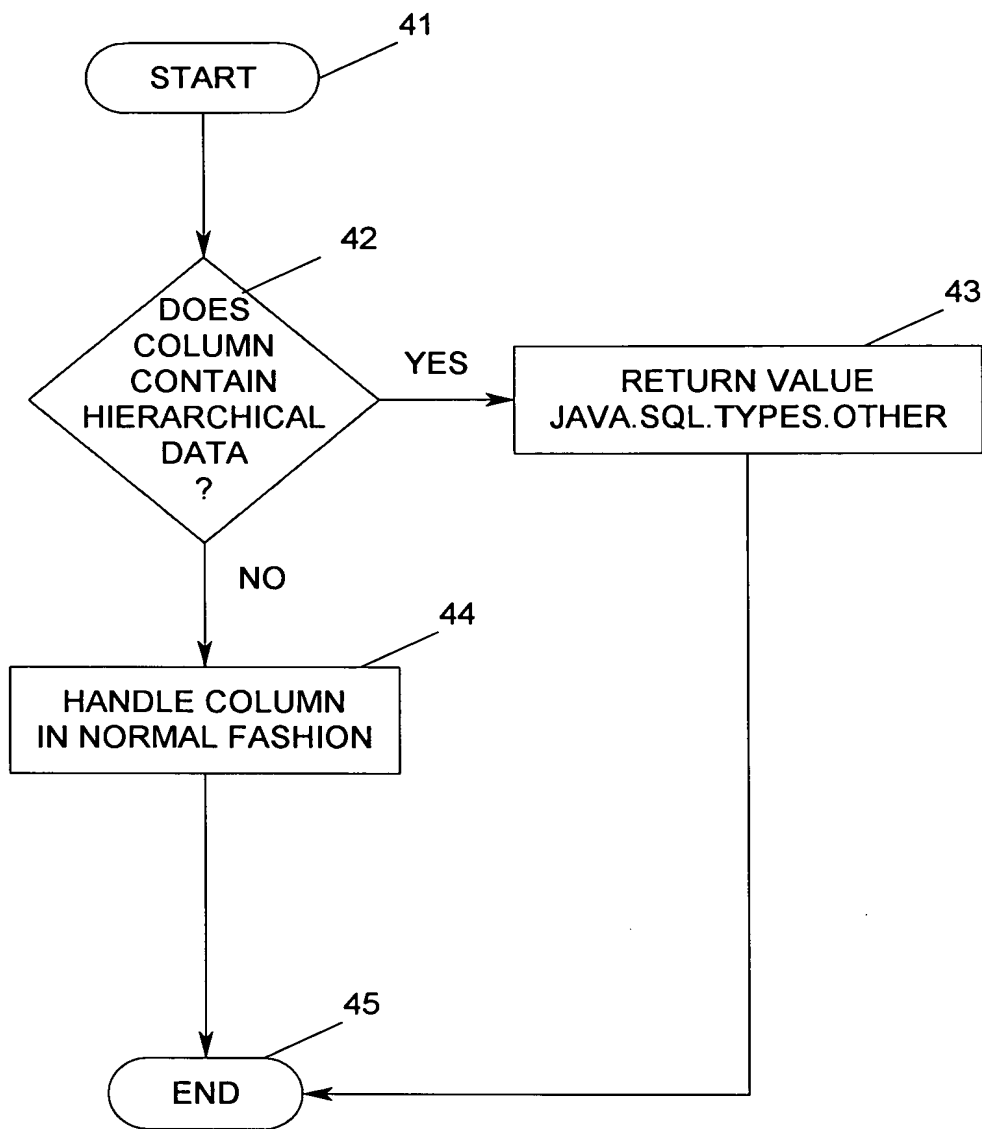 41
START
42
DOES
COLUMN
CONTAIN
HIERARCHICAL
DATA
?
YES
43
RETURN VALUE
JAVA.SQL.TYPES.OTHER
NO
44
HANDLE COLUMN
IN NORMAL FASHION
45
END